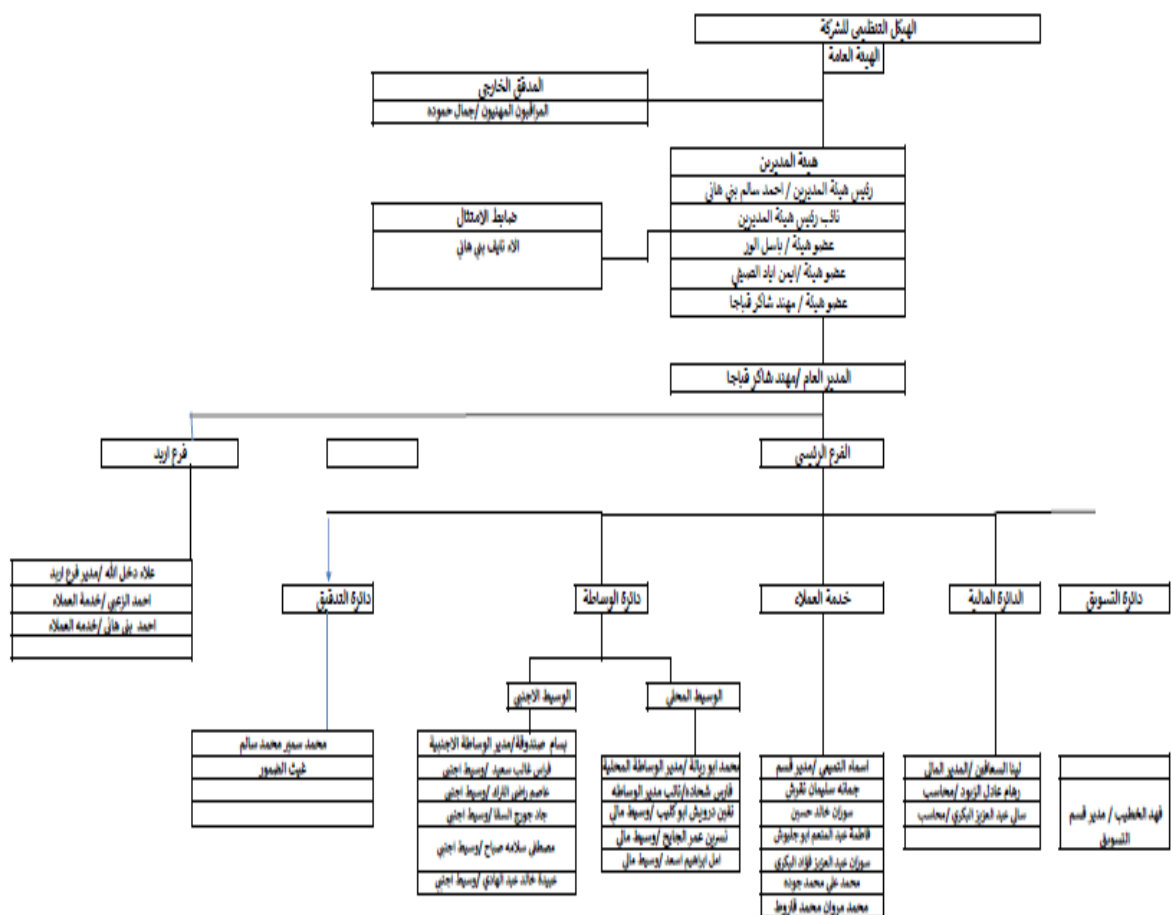 الهيكل التنظيمي للشركة
الهيئة العامة
المدقق الخارجي
المراقبون المهنيون /جمال حموده
هيئة المديرين
رئيس هيئة المديرين / احمد سالم بني هاني
نائب رئيس هيئة المديرين
عضو هيئة / باسل الور
عضو هيئة /ايمن اياد الصيفي
عضو هيئة / مهند شاكر قباجا
ضابط الامتثال
الاء نايف بني هاني
المدير العام /مهند شاكر قباجا
الفرع الرئيسي
فرع اربد
علاء دخل الله /مدير فرع اربد
احمد الزعبي /خدمة العملاء
احمد بني هاني /خدمه العملاء
دائرة التسويق
الدائرة المالية
خدمة العملاء
دائرة الوساطة
دائرة التدقيق
الوسيط المحلي
الوسيط الاجنبي
فهد الخطيب / مدير قسم
التسويق
لينا السعافين /المدير المالي
رهام عادل الزيود /محاسب
سالي عبد العزيز البكري /محاسب
اسماء التميمي /مدير قسم
جمانه سليمان نقرش
سوزان خالد حسين
فاطمة عبد المنعم ابو
سوزان عبد العزيز فؤاد البكري
محمد علي محمد جوده
محمد مروان محمد قاروط
محمد ابو ريالة /مدير الوساطة المحلية
فارس شحاده/نائب مدير الوساطه
نفين درويش ابو كليب /وسيط مالي
نسرين عمر /وسيط مالي
امل ابراهيم اسعد /وسيط مالي
بسام صندوقة/مدير الوساطة الاجنبية
فراس غالب سعيد /وسيط اجنبي
عاصم راضي الترك /وسيط اجنبي
جاد جورج السقا /وسيط اجنبي
مصطفى سلامه صباح /وسيط اجنبي
عبيدة خالد عبد الهادي /وسيط اجنبي
محمد سمير محمد سالم
غيث الضمور